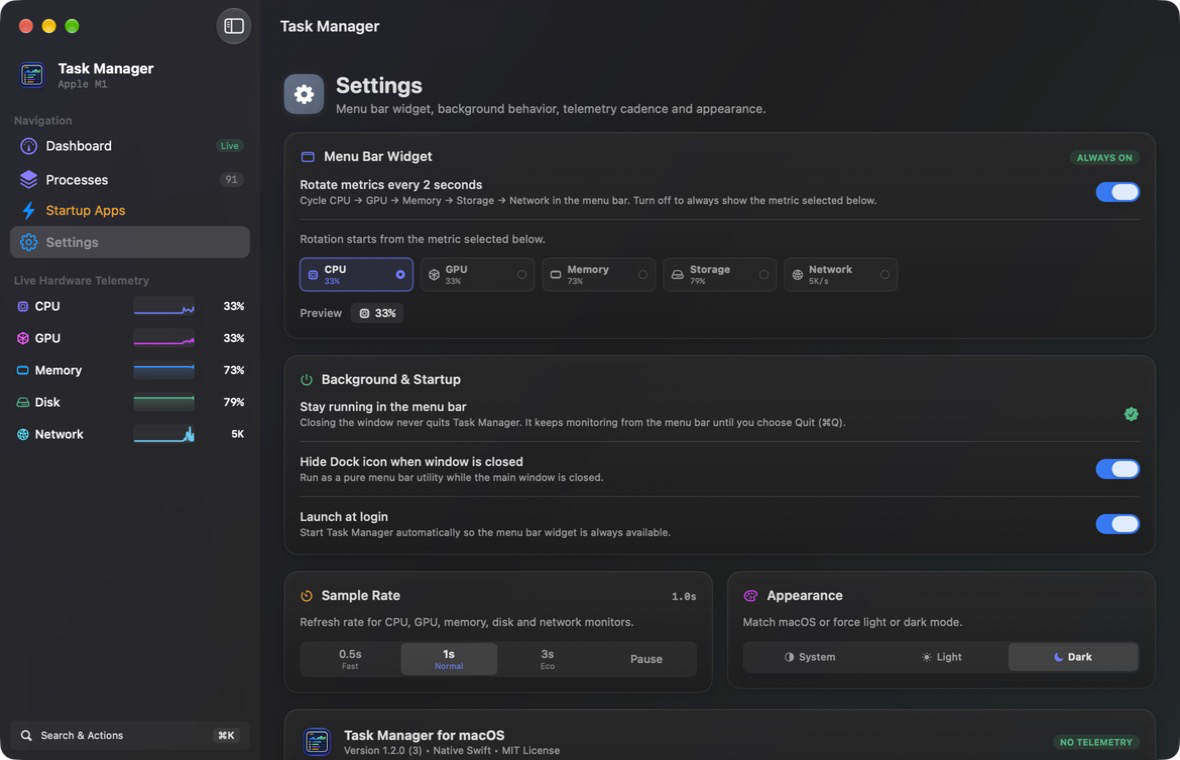 Task Manager
Task Manager
Apple M1
Navigation
Dashboard
Live
Processes
91
Startup Apps
Settings
Live Hardware Telemetry
CPU
33%
GPU
33%
Memory
73%
Disk
79%
Network
5K
Search & Actions
⌘K
Settings
Menu bar widget, background behavior, telemetry cadence and appearance.
Menu Bar Widget
ALWAYS ON
Rotate metrics every 2 seconds
Cycle CPU → GPU → Memory → Storage → Network in the menu bar. Turn off to always show the metric selected below.
Rotation starts from the metric selected below.
CPU
33%
GPU
33%
Memory
73%
Storage
79%
Network
5K/s
Preview
33%
Background & Startup
Stay running in the menu bar
Closing the window never quits Task Manager. It keeps monitoring from the menu bar until you choose Quit (⌘Q).
Hide Dock icon when window is closed
Run as a pure menu bar utility while the main window is closed.
Launch at login
Start Task Manager automatically so the menu bar widget is always available.
Sample Rate
1.0s
Refresh rate for CPU, GPU, memory, disk and network monitors.
0.5s
Fast
1s
Normal
3s
Eco
Pause
Appearance
Match macOS or force light or dark mode.
System
Light
Dark
Task Manager for macOS
Version 1.2.0 (3) • Native Swift • MIT License
NO TELEMETRY